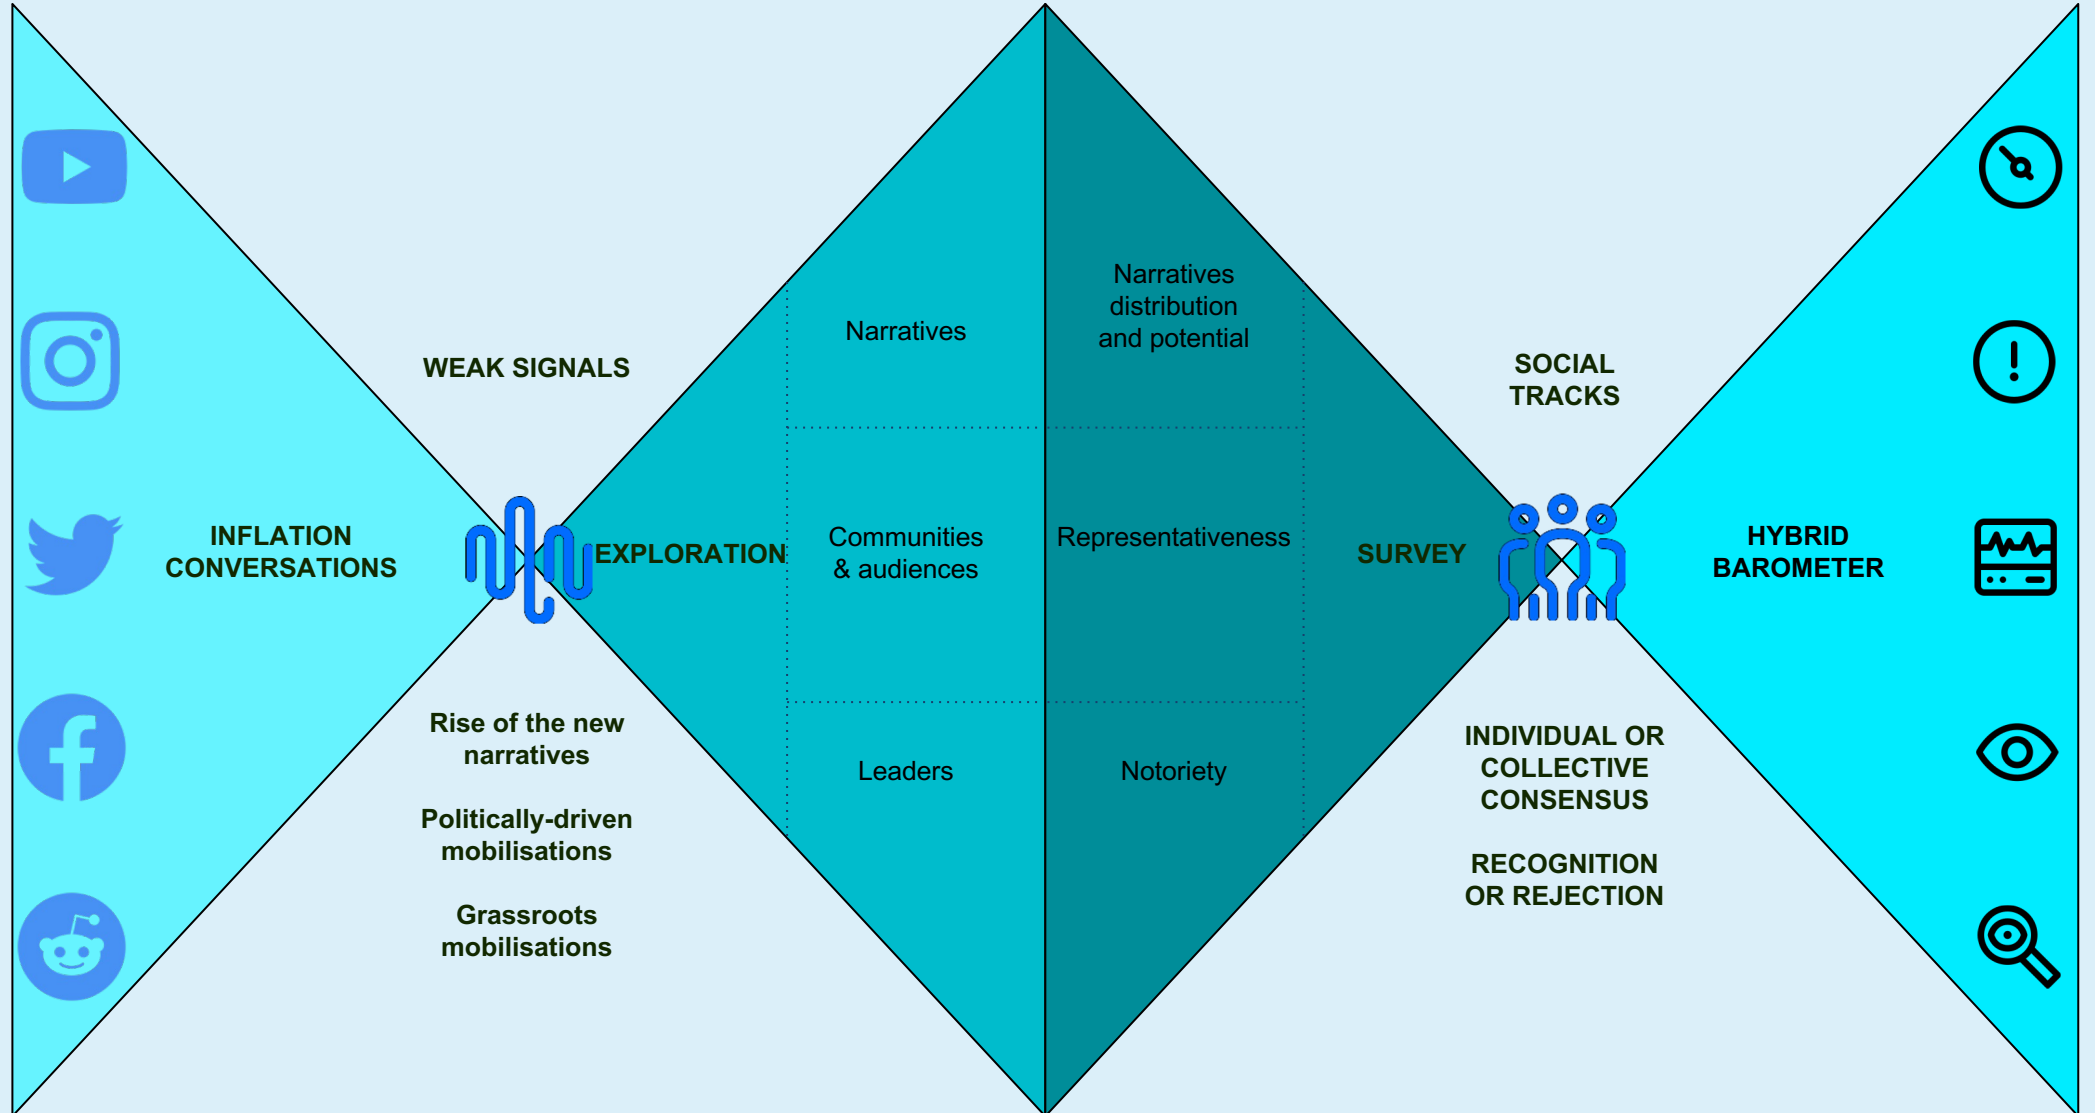 INFLATION
CONVERSATIONS
WEAK SIGNALS
Rise of the new
narratives
Politically-driven
mobilisations
Grassroots
mobilisations
EXPLORATION
Narratives
Communities
& audiences
Leaders
Narratives
distribution
and potential
Representativeness
Notoriety
SURVEY
SOCIAL
TRACKS
INDIVIDUAL OR
COLLECTIVE
CONSENSUS
RECOGNITION
OR REJECTION
HYBRID
BAROMETER